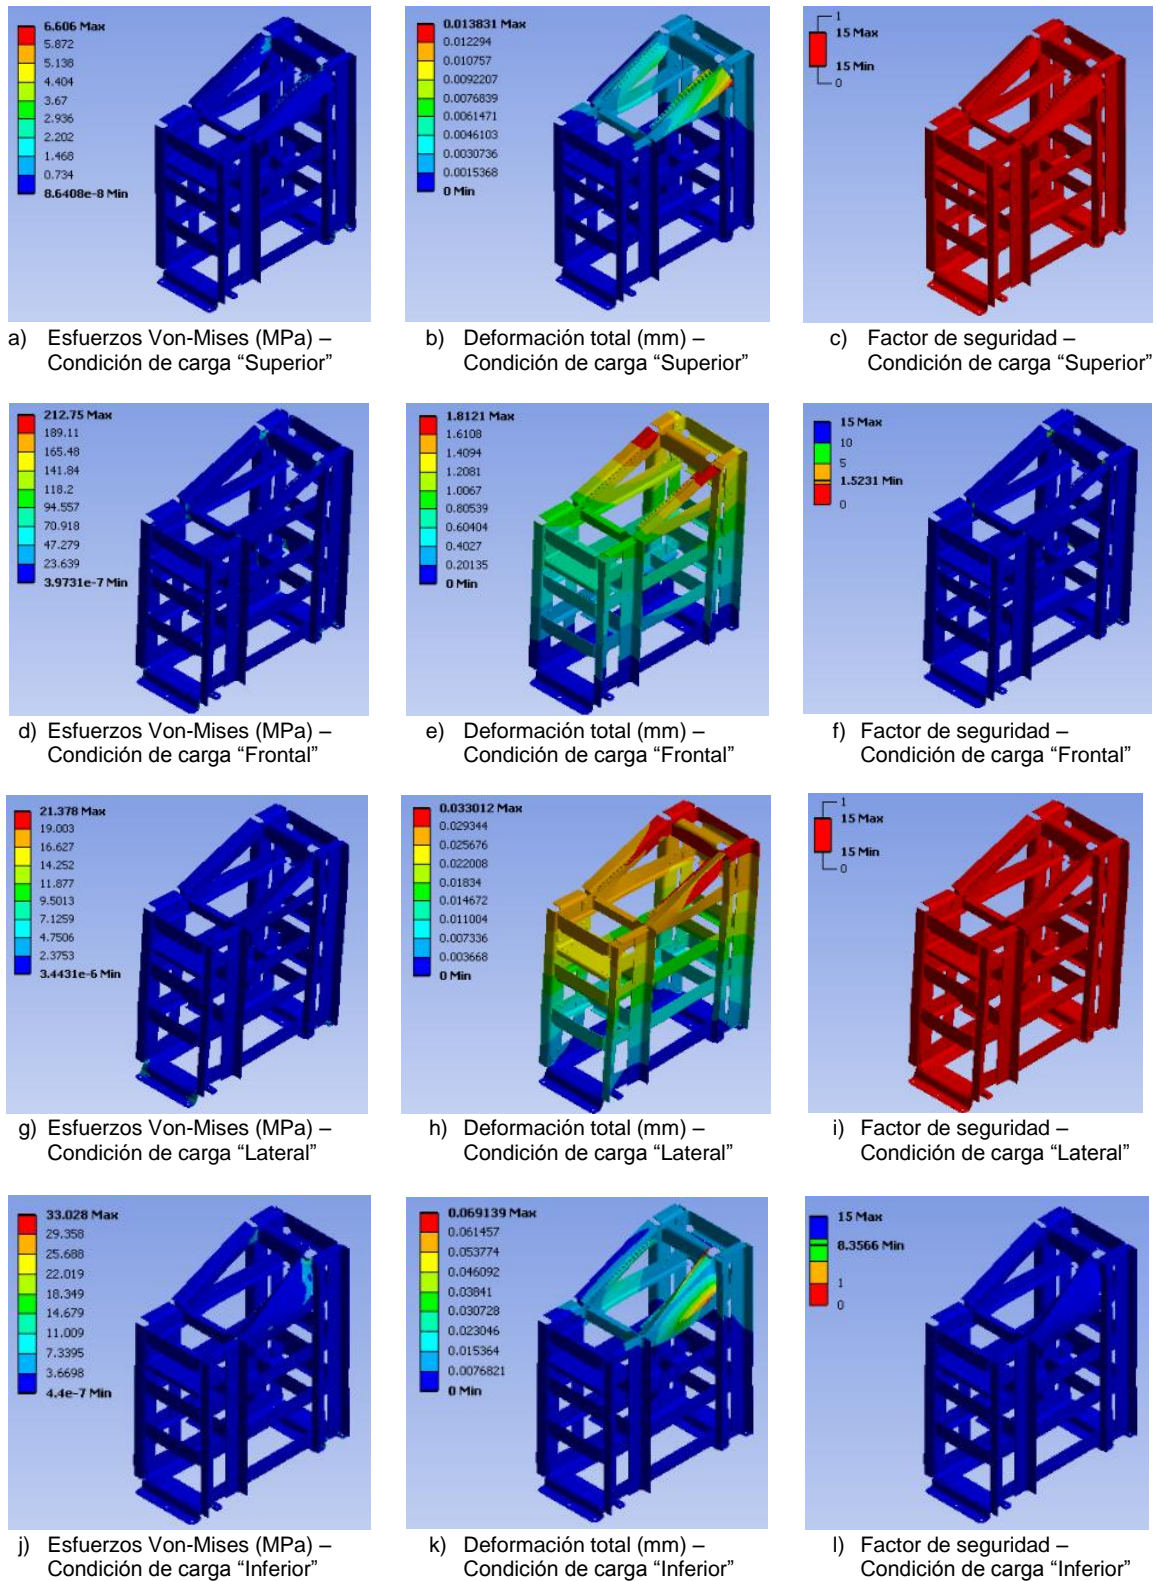 6.606 Max
5.872
5.138
4.404
3.67
2.936
2.202
1.468
0.734
8.6408e-8 Min
0.013831 Max
0.012294
0.010757
0.0092207
0.0076839
0.0061471
0.0046103
0.0030736
0.0015368
0 Min
1
15 Max
15 Min
0
a) Esfuerzos Von-Mises (MPa) –
Condición de carga “Superior”
b) Deformación total (mm) –
Condición de carga “Superior”
c) Factor de seguridad –
Condición de carga “Superior”
212.75 Max
189.11
165.48
141.84
118.2
94.557
70.918
47.279
23.639
3.9731e-7 Min
1.8121 Max
1.6108
1.4094
1.2081
1.0067
0.80539
0.60404
0.4027
0.20135
0 Min
15 Max
10
5
1.5231 Min
0
d) Esfuerzos Von-Mises (MPa) –
Condición de carga “Frontal”
e) Deformación total (mm) –
Condición de carga “Frontal”
f) Factor de seguridad –
Condición de carga “Frontal”
21.378 Max
19.003
16.627
14.252
11.877
9.5013
7.1259
4.7506
2.3753
3.4431e-6 Min
0.033012 Max
0.029344
0.025676
0.022008
0.01834
0.014672
0.011004
0.007336
0.003668
0 Min
1
15 Max
15 Min
0
g) Esfuerzos Von-Mises (MPa) –
Condición de carga “Lateral”
h) Deformación total (mm) –
Condición de carga “Lateral”
i) Factor de seguridad –
Condición de carga “Lateral”
33.028 Max
29.358
25.688
22.019
18.349
14.679
11.009
7.3395
3.6698
4.4e-7 Min
0.069139 Max
0.061457
0.053774
0.046092
0.03841
0.030728
0.023046
0.015364
0.0076821
0 Min
15 Max
8.3566 Min
1
0
j) Esfuerzos Von-Mises (MPa) –
Condición de carga “Inferior”
k) Deformación total (mm) –
Condición de carga “Inferior”
l) Factor de seguridad –
Condición de carga “Inferior”